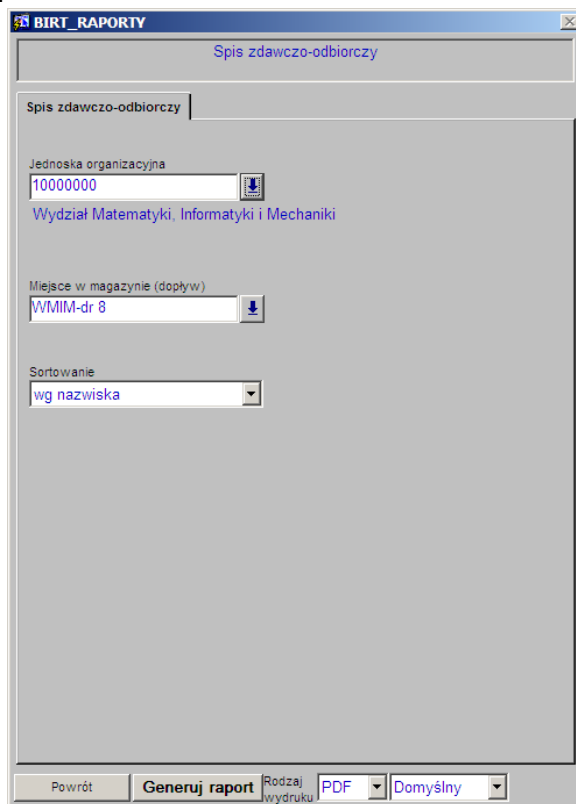 BIRT_RAPORTY
Spis zdawczo-odbiorczy
Spis zdawczo-odbiorczy
Jednoska organizacyjna
10000000
Wydział Matematyki, Informatyki i Mechaniki
Miejsce w magazynie (dopływ)
WMIM-dr 8
Sortowanie
wg nazwiska
Powrót Generuj raport Rodzaj wydruku PDF Domyślny